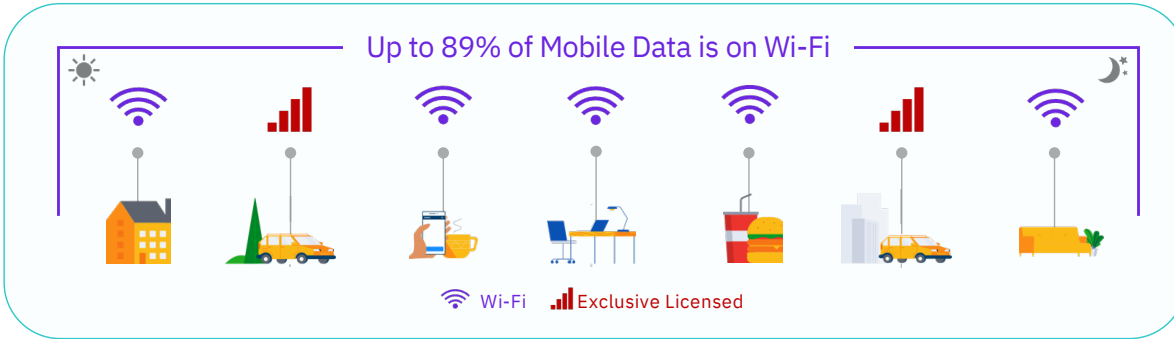 Up to 89% of Mobile Data is on Wi-Fi
Wi-Fi Exclusive Licensed